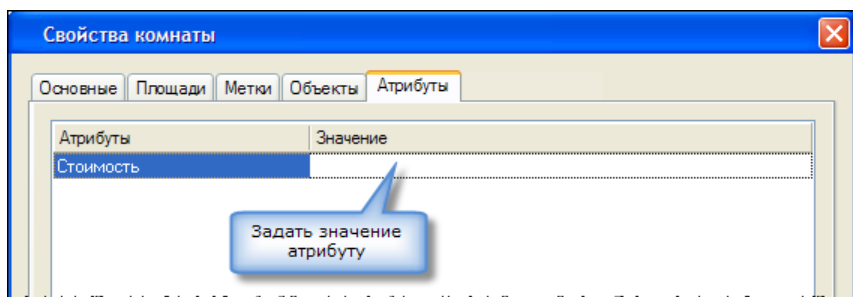 Свойства комнаты
Основные Площади Метки Объекты Атрибуты
Атрибуты Значение
Стоимость
Задать значение
атрибуту